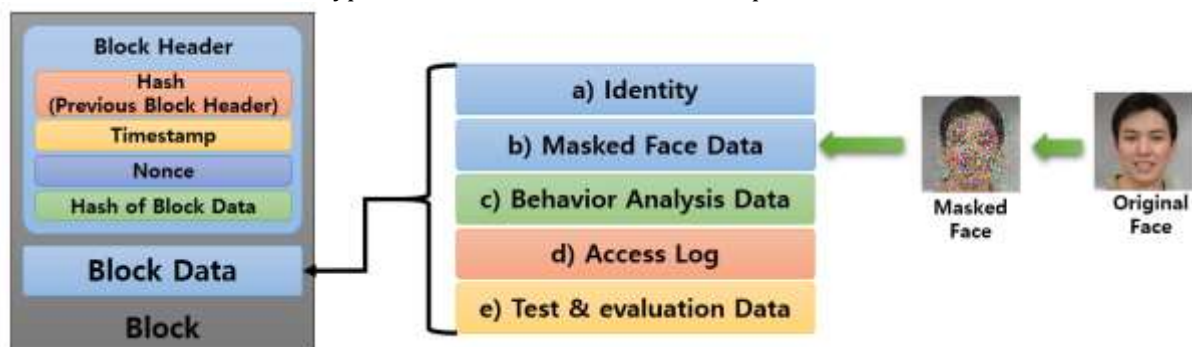 Block Header
Hash
(Previous Block Header)
Timestamp
Nonce
Hash of Block Data
Block Data
Block
a) Identity
b) Masked Face Data
c) Behavior Analysis Data
d) Access Log
e) Test & evaluation Data
Masked
Face
Original
Face